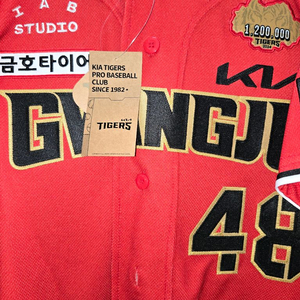 IAB
STUDIO
1,200,000
TIGERS
금호타이어
KIA TIGERS
PRO BASEBALL
CLUB
SINCE 1982
KIA
TIGERS
GWANGJU
48